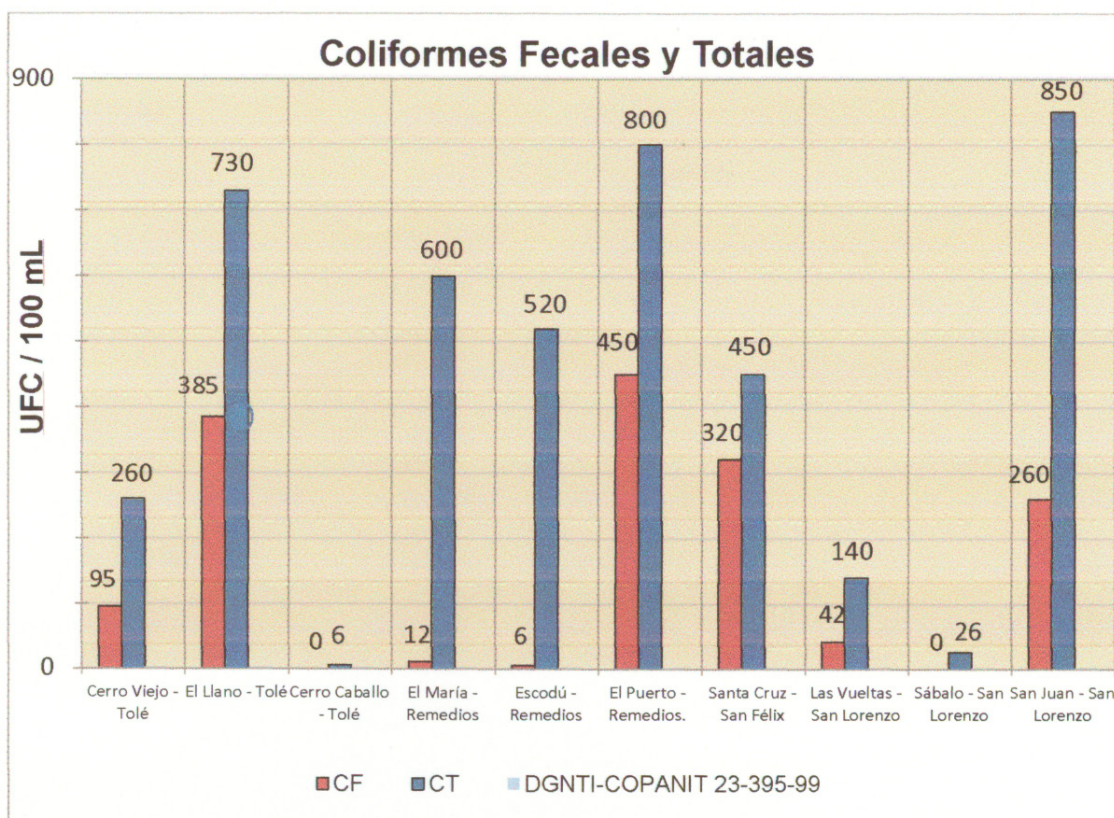 Coliformes Fecales y Totales
UFC / 100 mL
900
0
95
260
385
730
0
6
12
600
6
520
450
800
320
450
42
140
0
26
260
850
Cerro Viejo -
Tolé
El Llano - Tolé
Cerro Caballo
- Tolé
El María -
Remedios
Escodú -
Remedios
El Puerto -
Remedios.
Santa Cruz -
San Félix
Las Vueltas -
San Lorenzo
Sábalo - San
Lorenzo
San Juan - San
Lorenzo
CF
CT
DGNTI-COPANIT 23-395-99